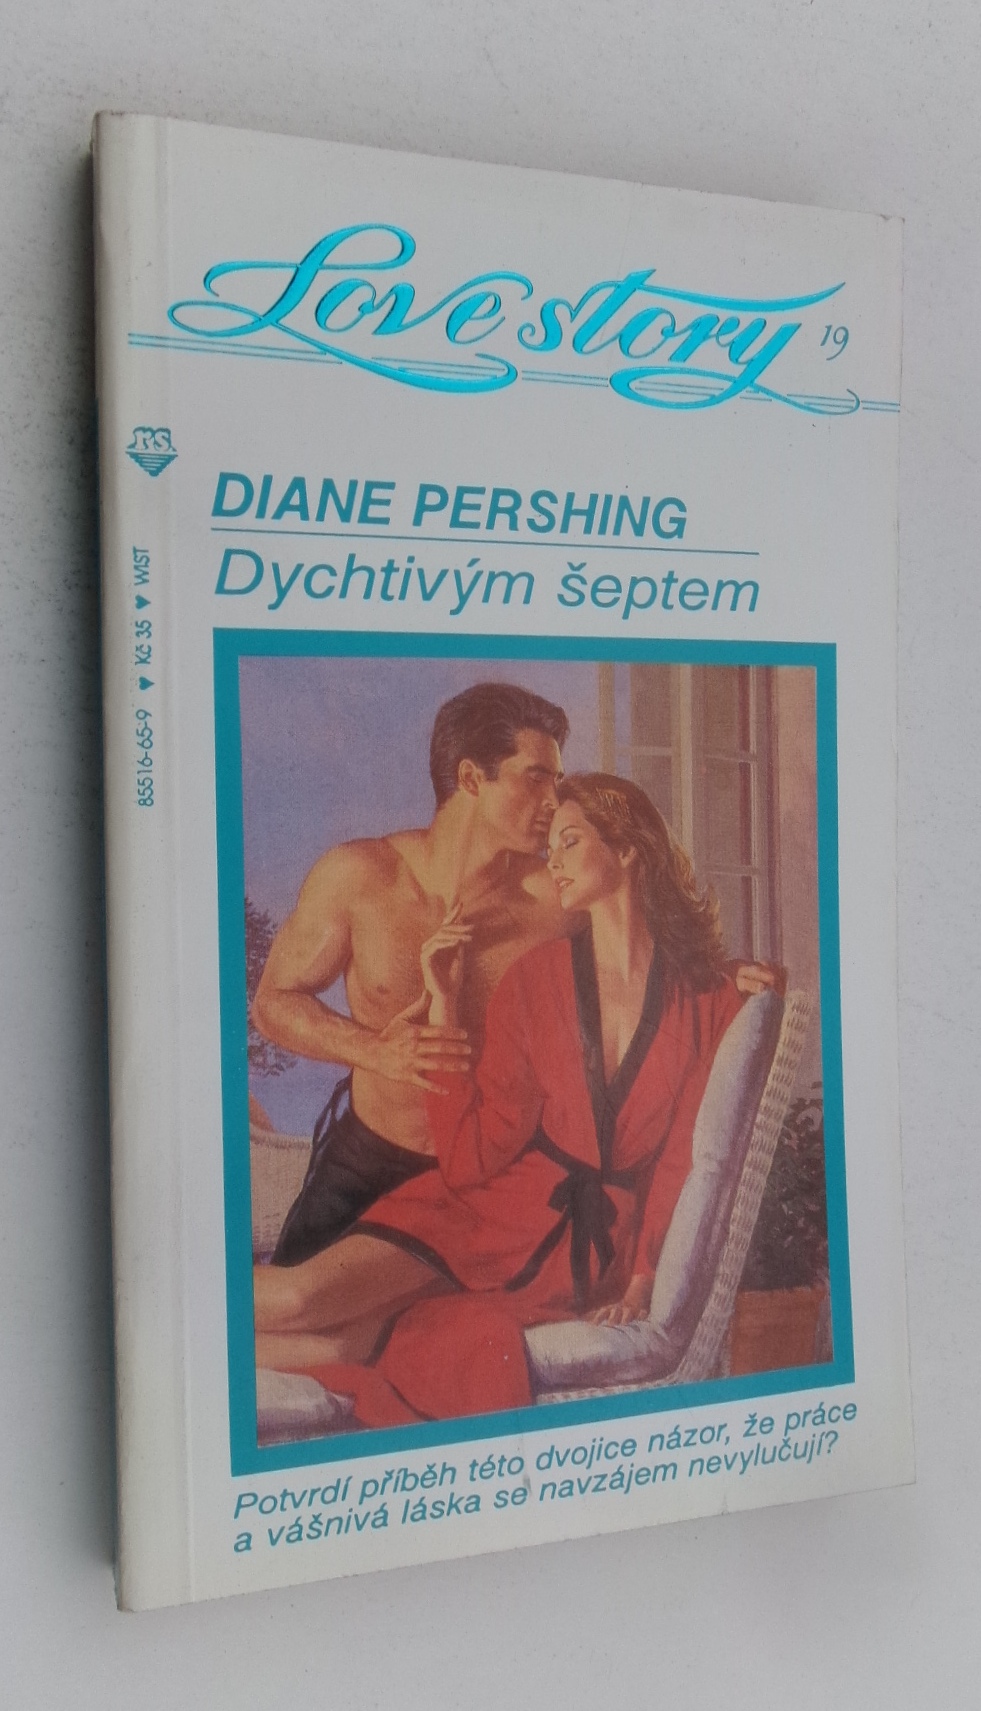 Love story 19
rs
DIANE PERSHING
Dychtivým šeptem
85516-65-9 ♥ Kč 35 ♥ WIST
Potvrdí příběh této dvojice názor, že práce
a vášnivá láska se navzájem nevylučují?